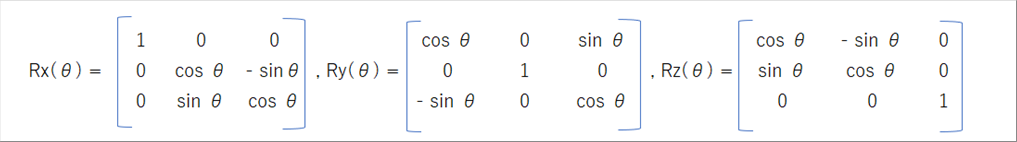 1 0 0 cos θ 0 sin θ cos θ - sin θ 0
Rx(θ) = 0 cos θ - sin θ , Ry(θ) = 0 1 0 , Rz(θ) = sin θ cos θ 0
0 sin θ cos θ - sin θ 0 cos θ 0 0 1